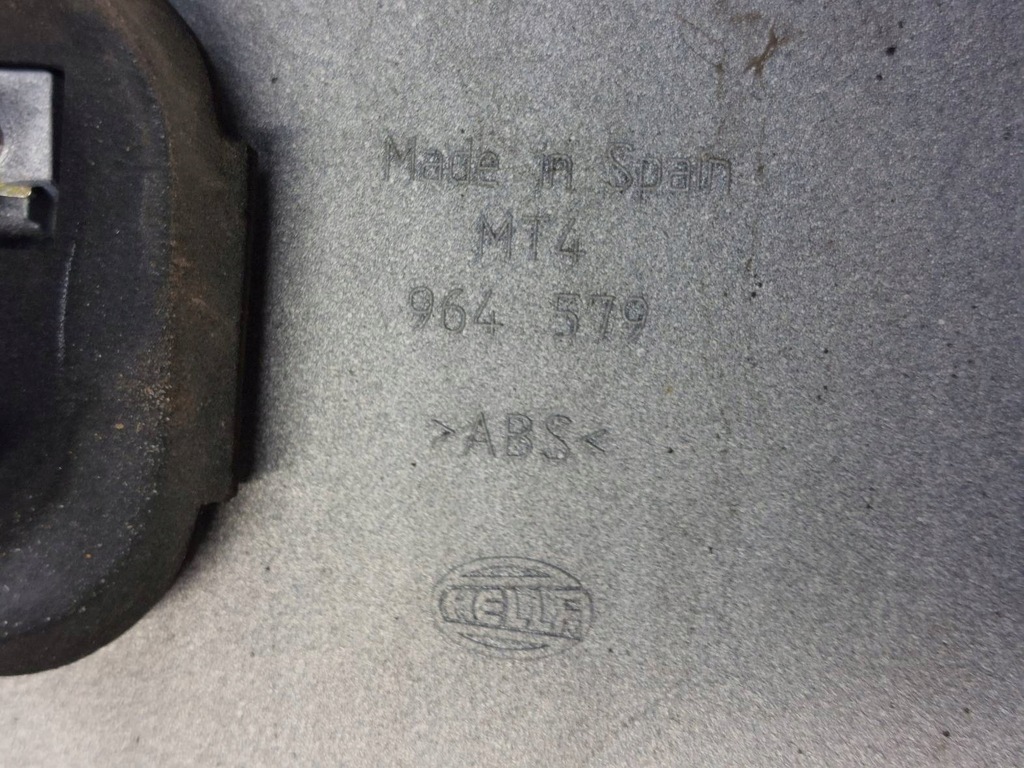 Made in Spain
MT4
964 579
>ABS<
HELLA